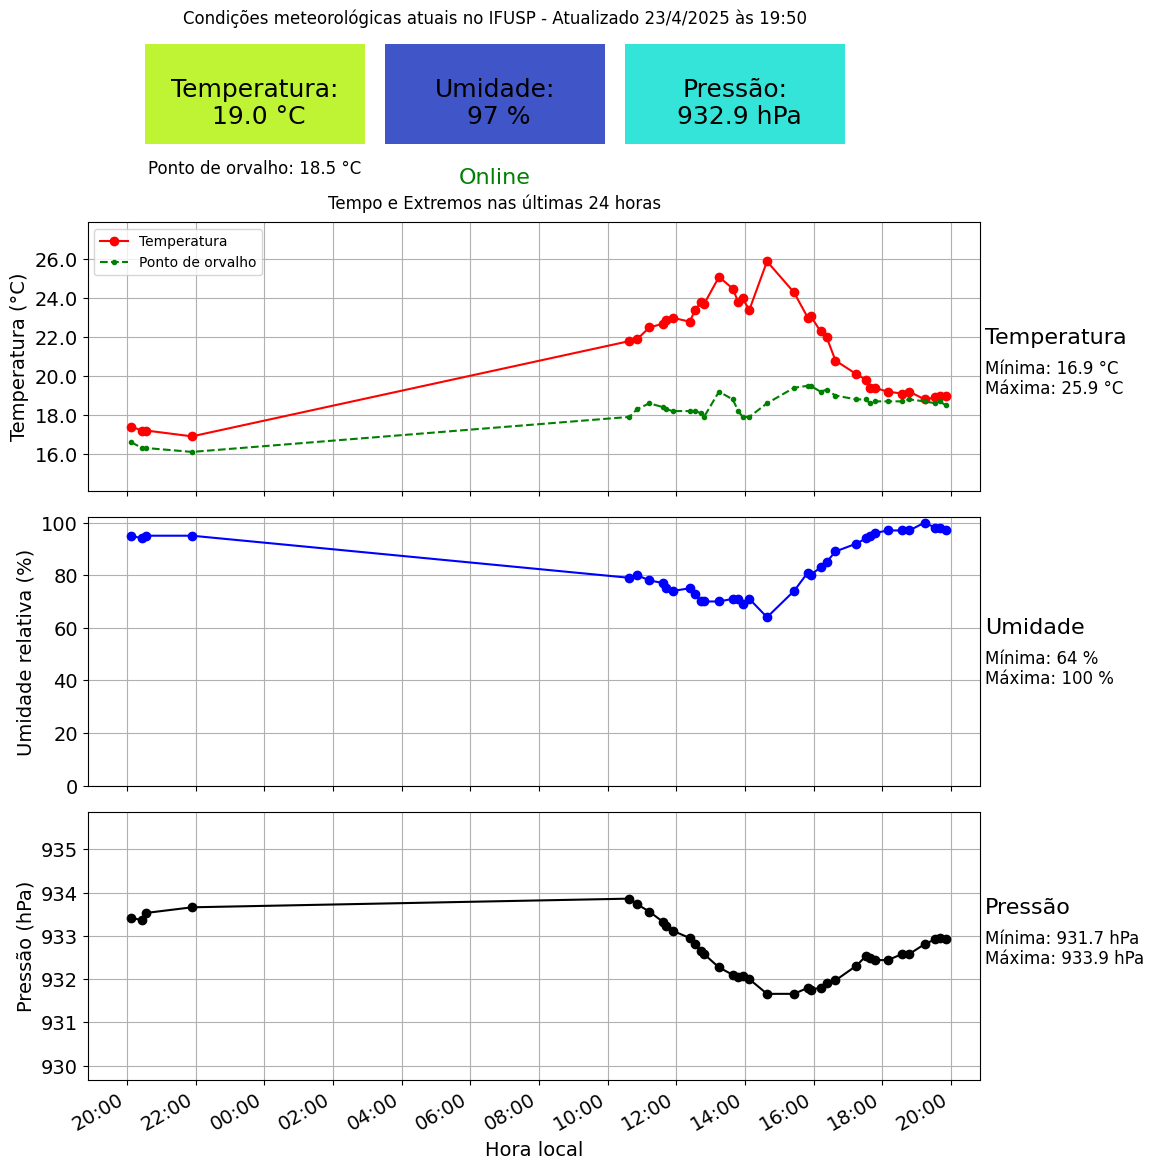 Condições meteorológicas atuais no IFUSP - Atualizado 23/4/2025 às 19:50
Temperatura:
19.0 °C
Umidade:
97 %
Pressão:
932.9 hPa
Ponto de orvalho: 18.5 °C
Online
Tempo e Extremos nas últimas 24 horas
Temperatura
Ponto de orvalho
Temperatura (°C)
26.0
24.0
22.0
20.0
18.0
16.0
Temperatura
Mínima: 16.9 °C
Máxima: 25.9 °C
Umidade relativa (%)
100
80
60
40
20
0
Umidade
Mínima: 64 %
Máxima: 100 %
Pressão (hPa)
935
934
933
932
931
930
Pressão
Mínima: 931.7 hPa
Máxima: 933.9 hPa
20:00
22:00
00:00
02:00
04:00
06:00
08:00
10:00
12:00
14:00
16:00
18:00
20:00
Hora local